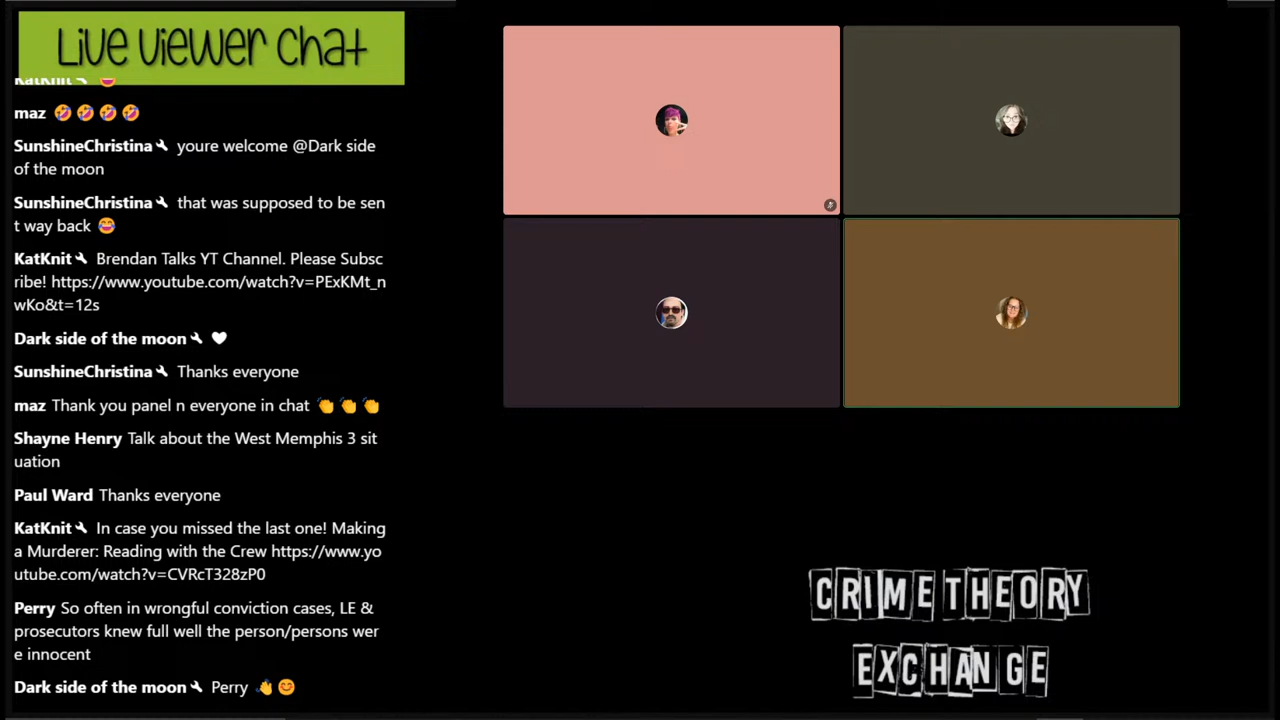 Live Viewer Chat
KatKnit
maz 🤣🤣🤣🤣
SunshineChristina youre welcome @Dark side
of the moon
SunshineChristina that was supposed to be sen
t way back 😂
KatKnit Brendan Talks YT Channel. Please Subsc
ribe! https://www.youtube.com/watch?v=PExKMt_n
wKo&t=12s
Dark side of the moon 🤍
SunshineChristina Thanks everyone
maz Thank you panel n everyone in chat 👏👏👏
Shayne Henry Talk about the West Memphis 3 sit
uation
Paul Ward Thanks everyone
KatKnit In case you missed the last one! Making
a Murderer: Reading with the Crew https://www.yo
utube.com/watch?v=CVRcT328zP0
Perry So often in wrongful conviction cases, LE &
prosecutors knew full well the person/persons wer
e innocent
Dark side of the moon Perry 👋😊
CRIME THEORY
EXCHANGE